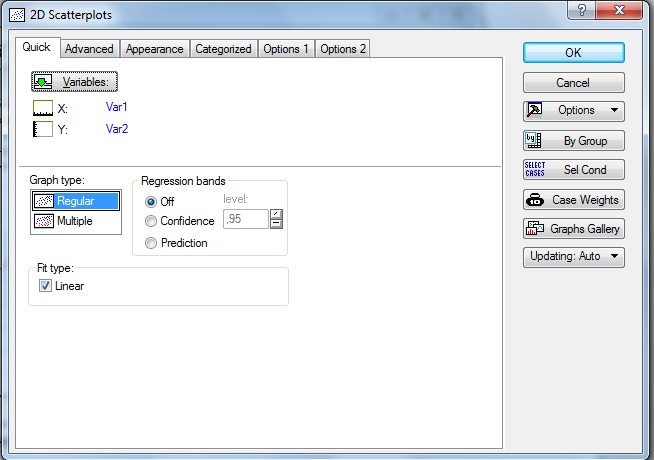 2D Scatterplots
?
Quick
Advanced
Appearance
Categorized
Options 1
Options 2
Variables:
X: Var1
Y: Var2
Graph type:
Regular
Multiple
Regression bands
Off
level:
Confidence
,95
Prediction
Fit type:
Linear
OK
Cancel
Options
by
By Group
SELECT
CASES
Sel Cond
Case Weights
Graphs Gallery
Updating: Auto